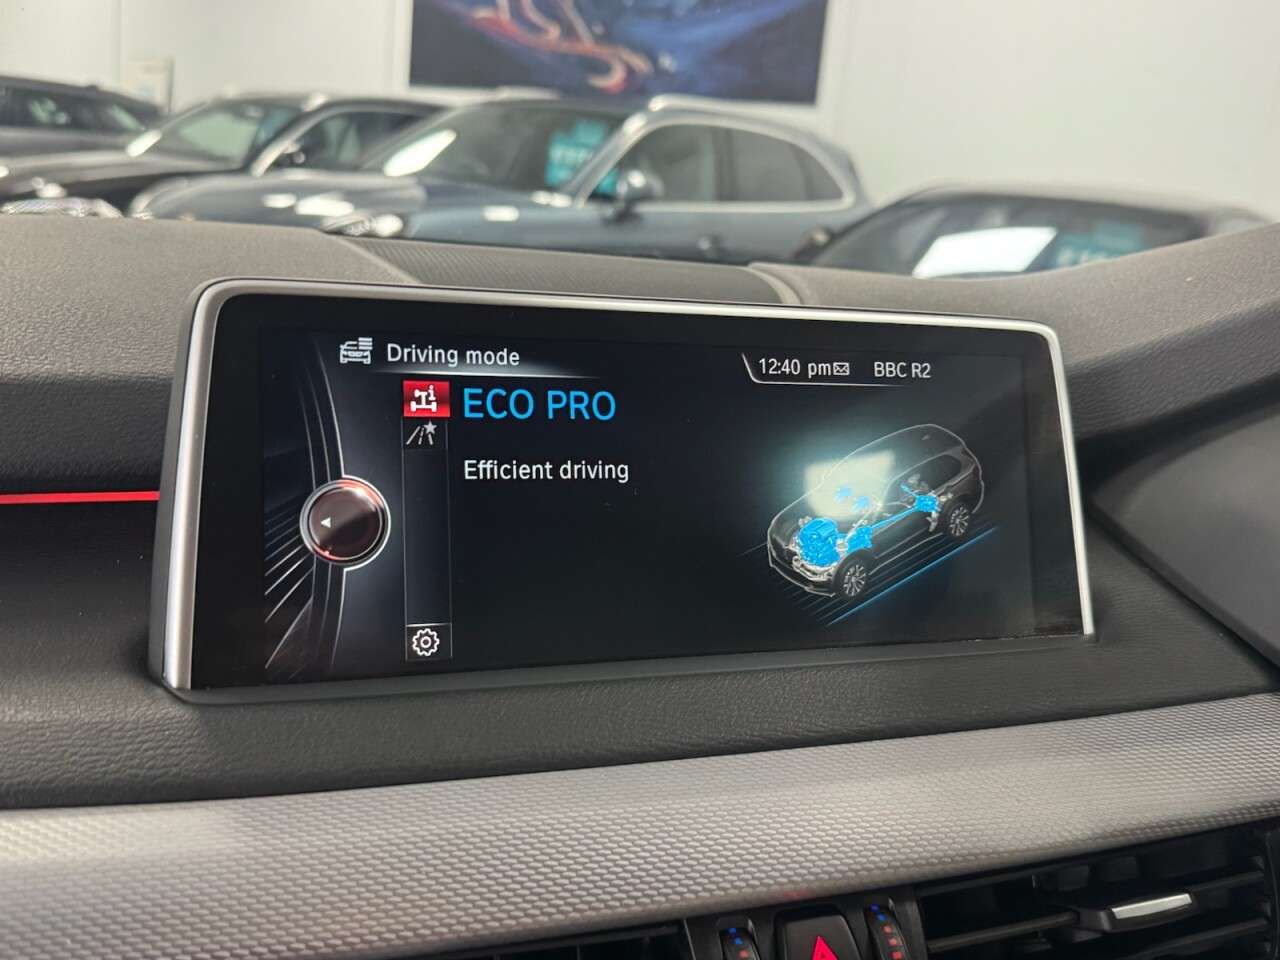 Driving mode
12:40 pm
BBC R2
ECO PRO
Efficient driving